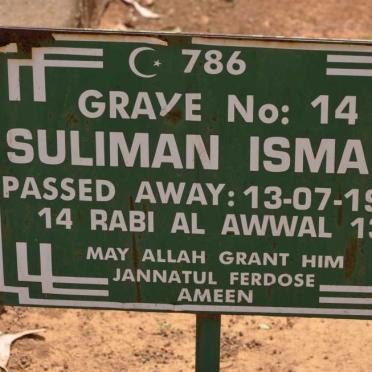 786
GRAVE No: 14
SULIMAN ISMA
PASSED AWAY: 13-07-19
14 RABI AL AWWAL 13
MAY ALLAH GRANT HIM
JANNATUL FERDOSE
AMEEN